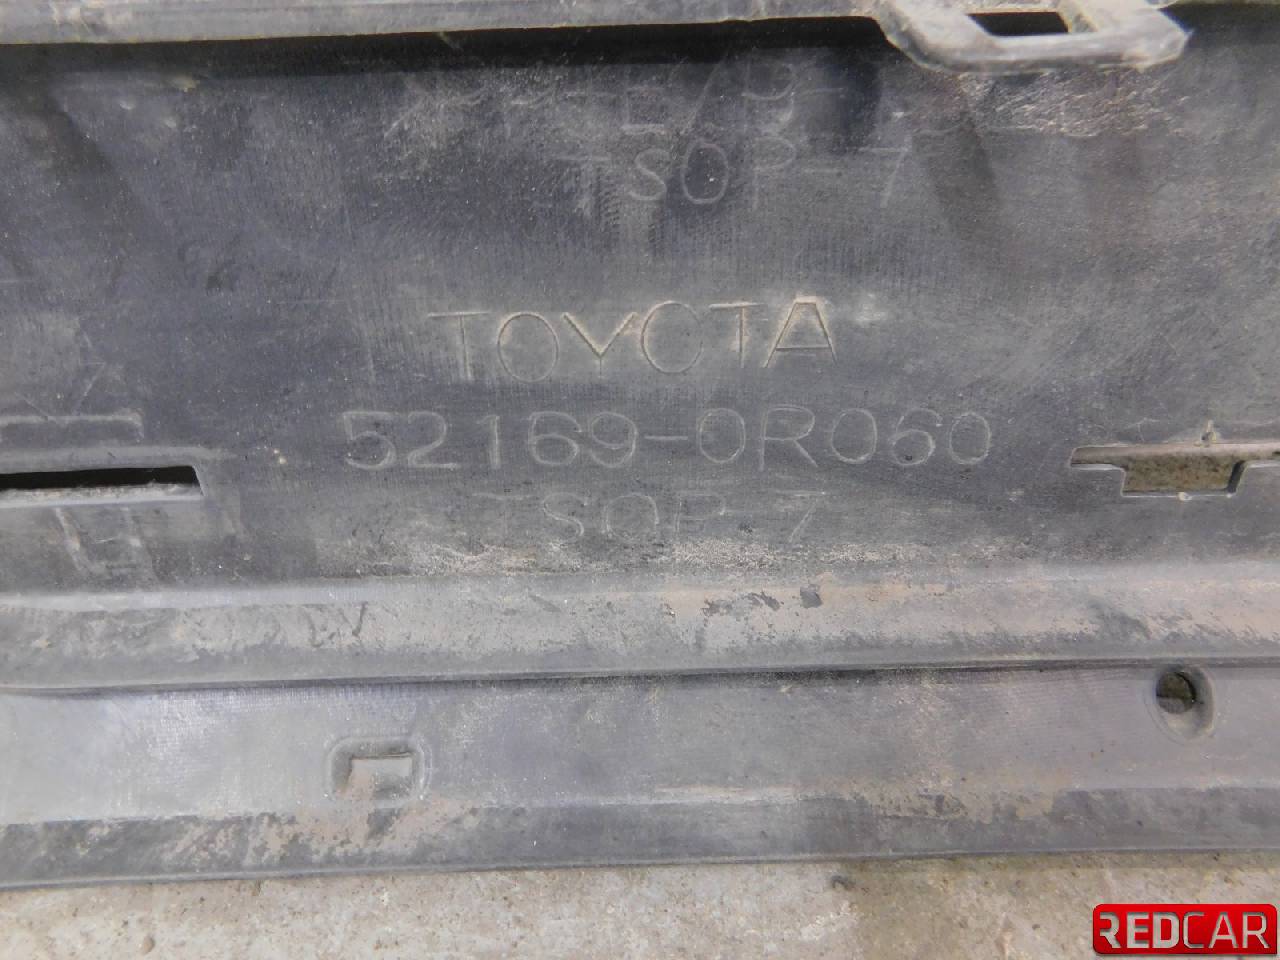 TSOP-7
TOYOTA
52169-0R060
TSOP-7
REDCAR